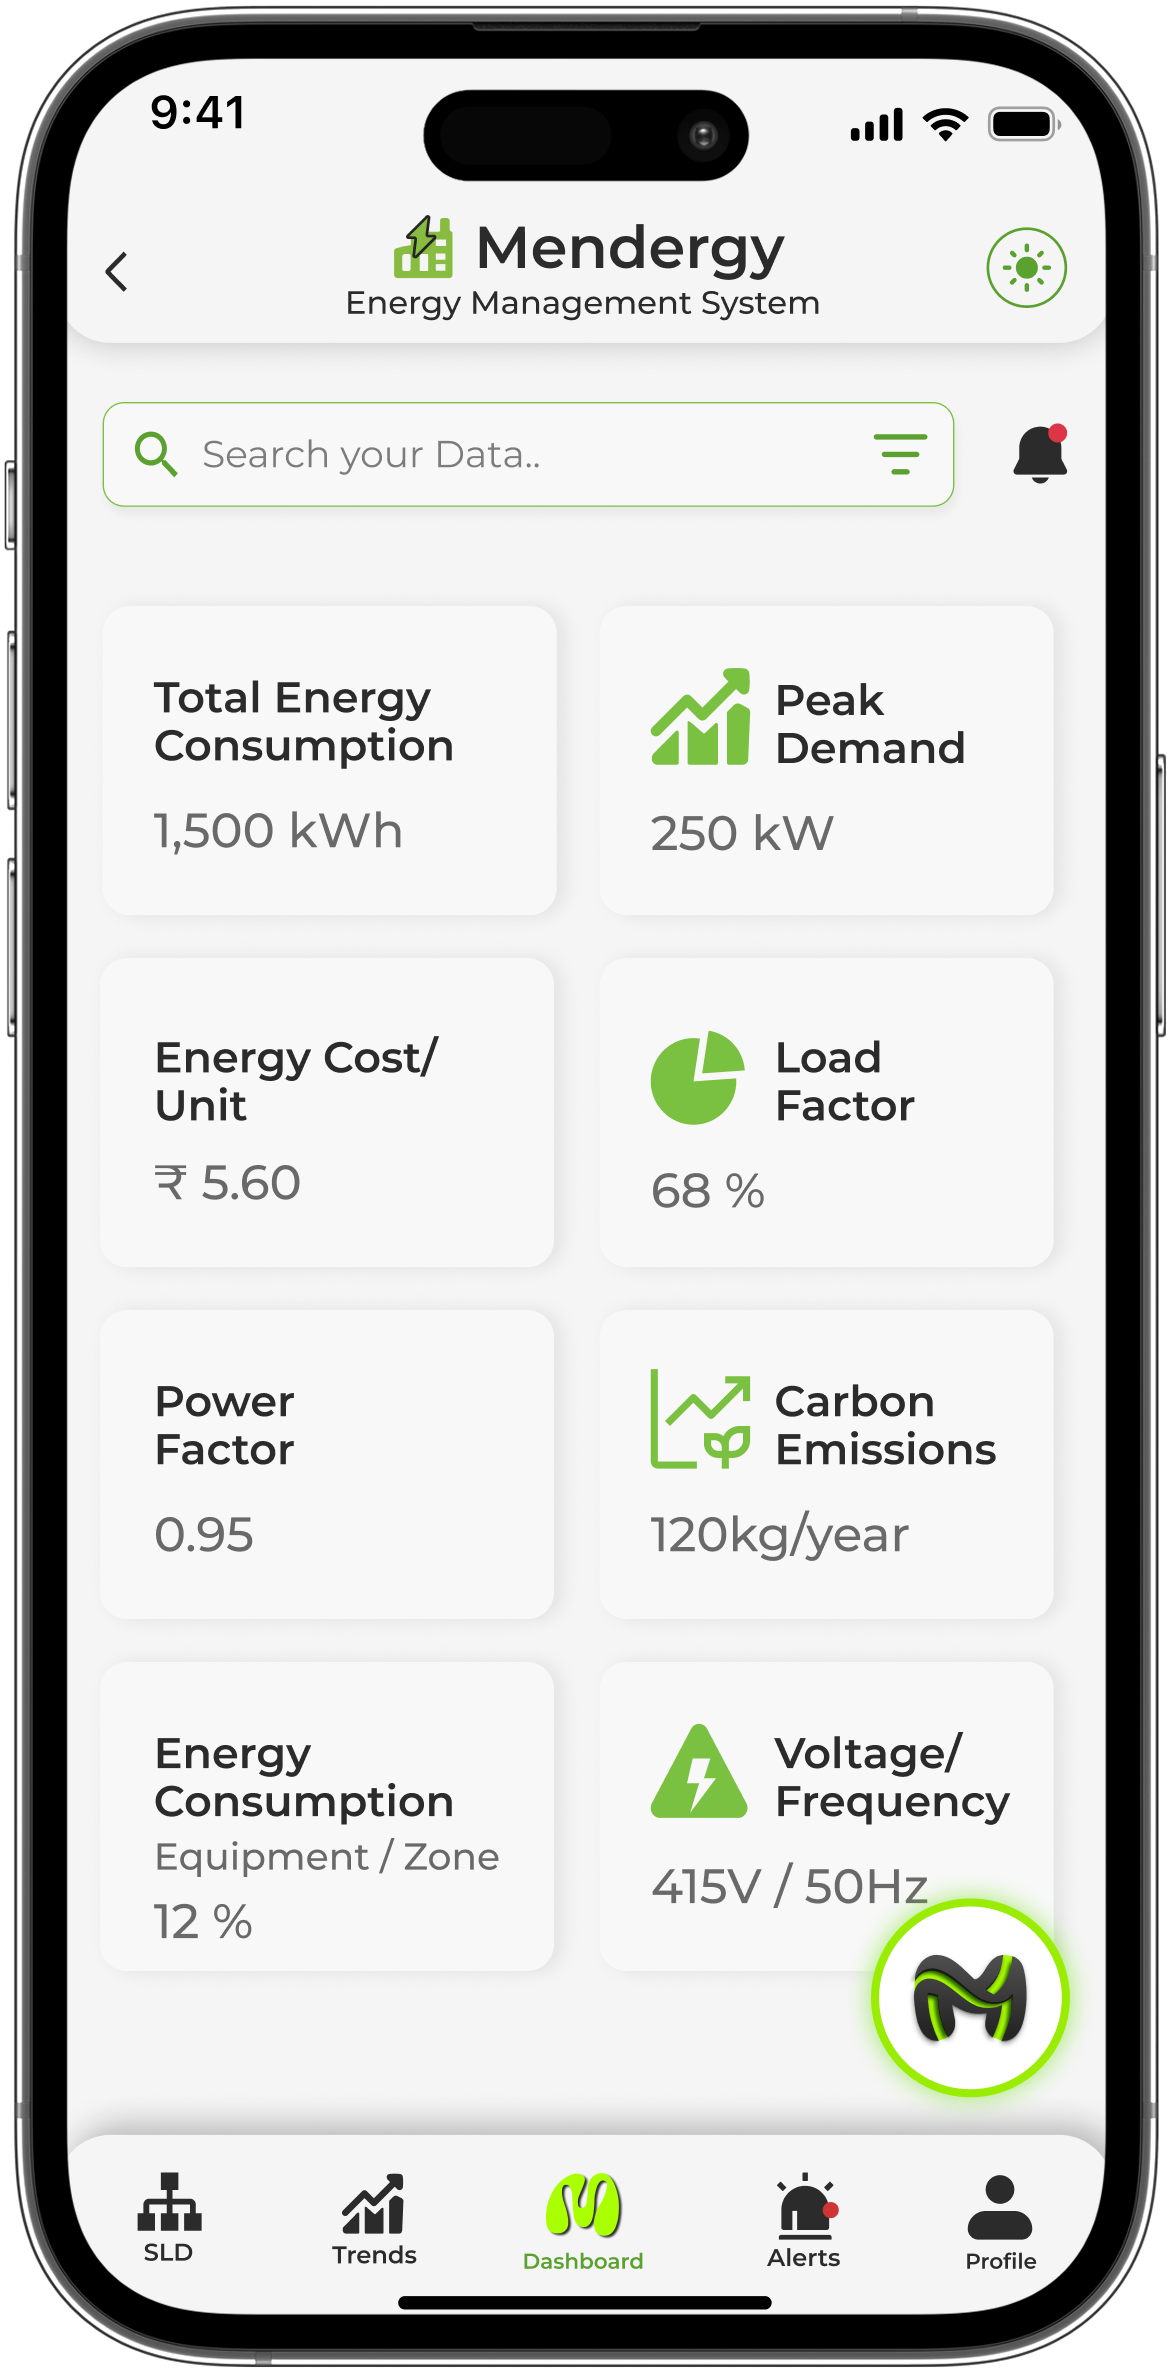 9:41
Mendergy
Energy Management System
Search your Data..
Total Energy
Consumption
1,500 kWh
Peak
Demand
250 kW
Energy Cost/
Unit
₹ 5.60
Load
Factor
68 %
Power
Factor
0.95
Carbon
Emissions
120kg/year
Energy
Consumption
Equipment / Zone
12 %
Voltage/
Frequency
415V / 50Hz
M
SLD
Trends
Dashboard
Alerts
Profile